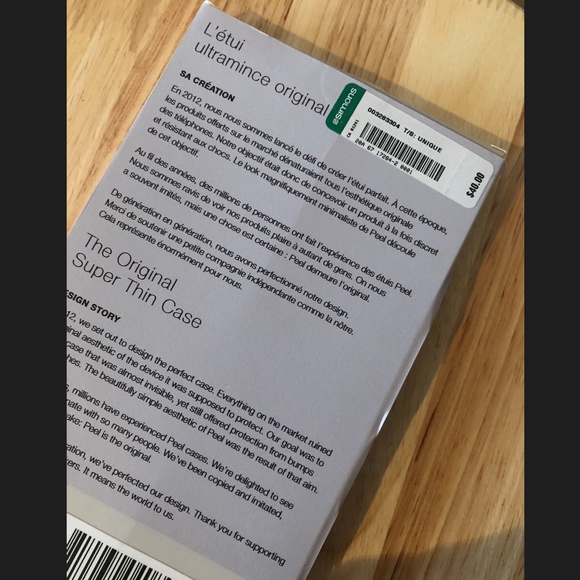 L'étui
ultramince original
SA CRÉATION
En 2012, nous nous sommes lancé le défi de créer l'étui parfait. À cette époque,
les produits offerts sur le marché dénaturaient tous l'esthétique originale
des téléphones. Notre objectif était donc de concevoir un produit à la fois discret
et résistant aux chocs. Le look magnifiquement minimaliste de Peel découle
de cet objectif.
Au fil des années, des millions de personnes ont fait l'expérience des étuis Peel.
Nous sommes ravis de voir nos produits plaire à autant de gens. On nous
a souvent imités, mais une chose est certaine : Peel demeure l'original.
De génération en génération, nous avons perfectionné notre design.
Merci de soutenir une petite compagnie indépendante comme la nôtre.
Cela représente énormément pour nous.
The Original
Super Thin Case
ESIGN STORY
12, we set out to design the perfect case. Everything on the market ruined
inal aesthetic of the device it was supposed to protect. Our goal was to
case that was almost invisible, yet still offered protection from bumps
hes. The beautifully simple aesthetic of Peel was the result of that aim.
s, millions have experienced Peel cases. We're delighted to see
nate with so many people. We've been copied and imitated,
ake: Peel is the original.
ration, we've perfected our design. Thank you for supporting
kers. It means the world to us.
simons
003283304 T/S: UNIQUE
20A 67 17204-2 0001
$40.00